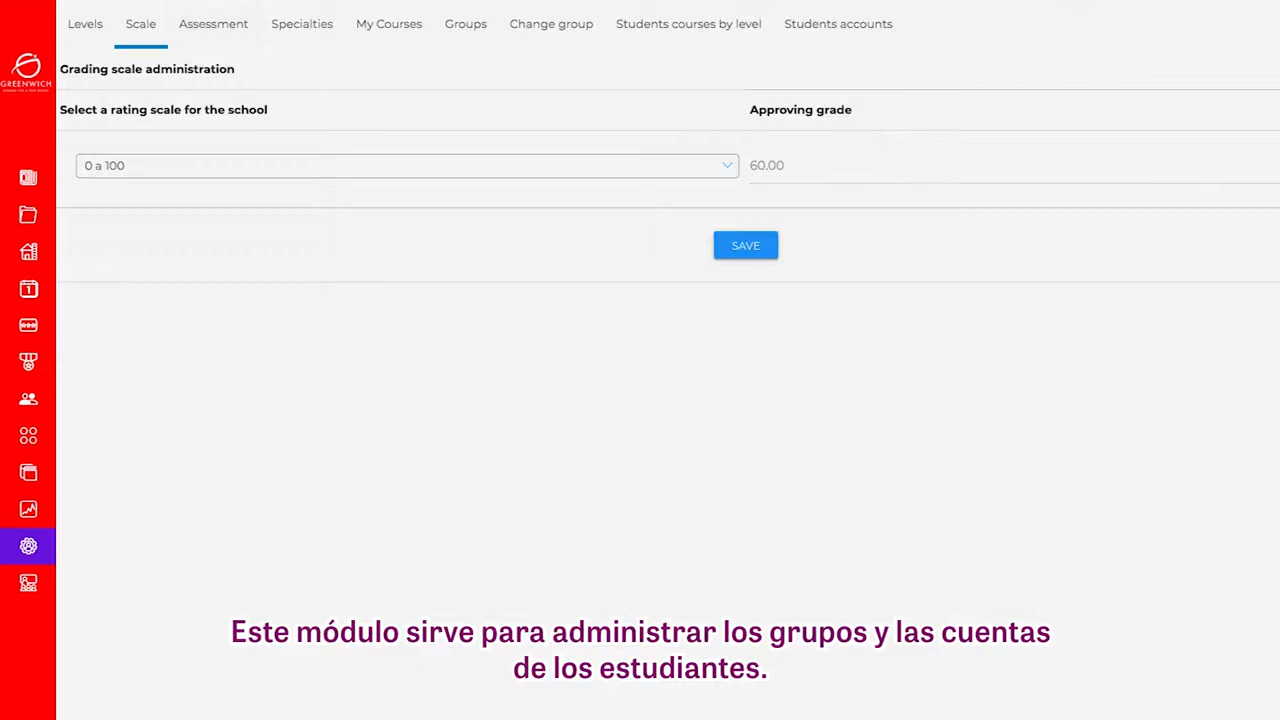 Levels Scale Assessment Specialties My Courses Groups Change group Students courses by level Students accounts
GREENWICH
Grading scale administration
Select a rating scale for the school Approving grade
0 a 100 60.00
SAVE
1
Este módulo sirve para administrar los grupos y las cuentas
de los estudiantes.